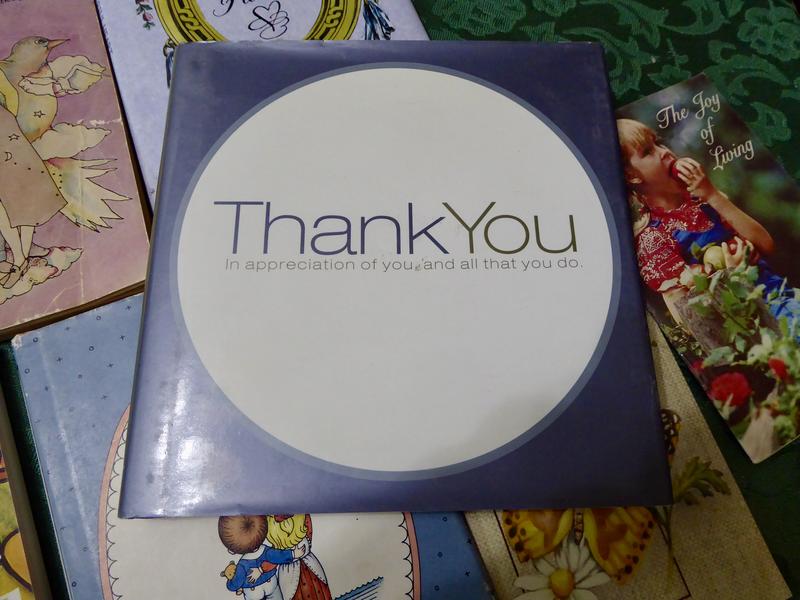 ThankYou
In appreciation of you and all that you do.
The Joy
of
Living